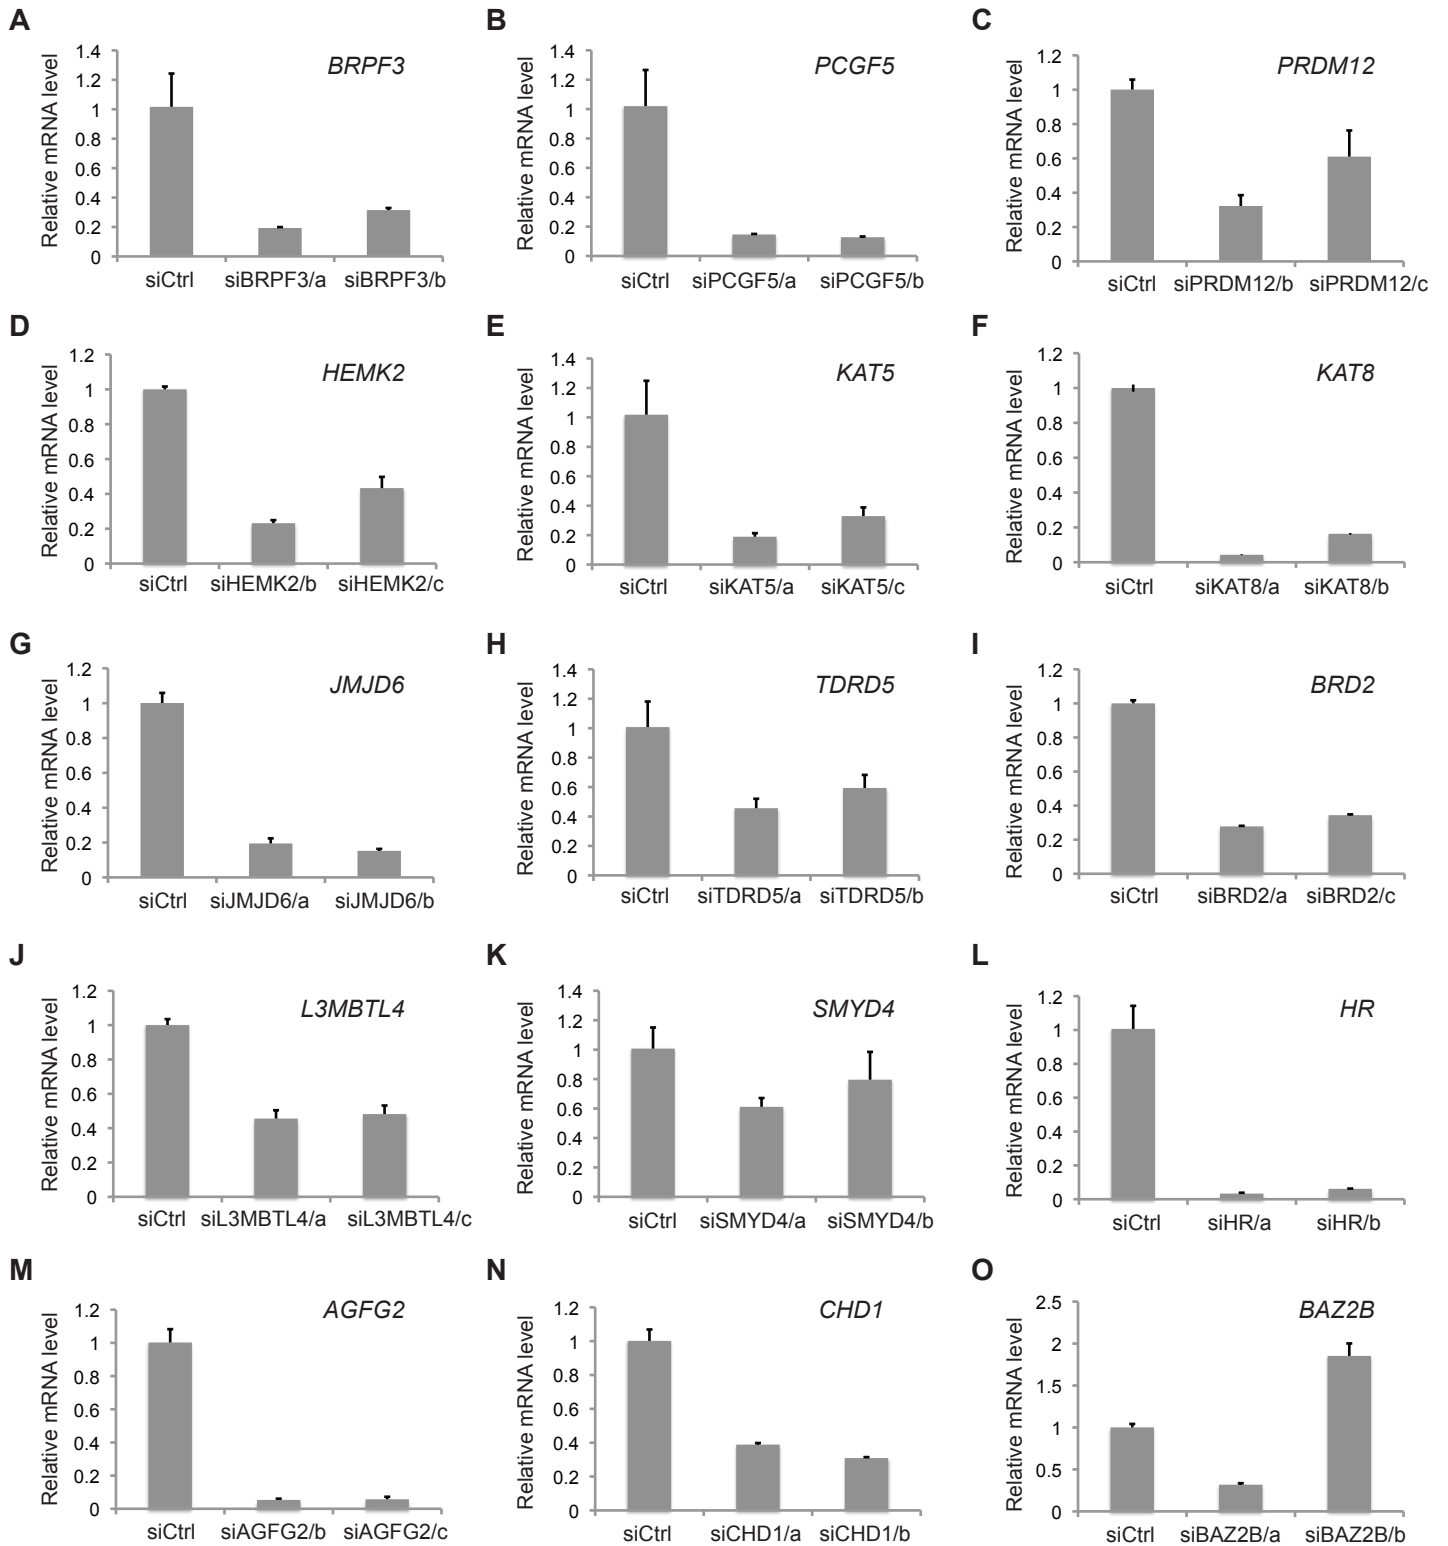 A
BRPF3
Relative mRNA level
1.4
1.2
1
0.8
0.6
0.4
0.2
0
siCtrl siBRPF3/a siBRPF3/b
B
PCGF5
Relative mRNA level
1.4
1.2
1
0.8
0.6
0.4
0.2
0
siCtrl siPCGF5/a siPCGF5/b
C
PRDM12
Relative mRNA level
1.2
1
0.8
0.6
0.4
0.2
0
siCtrl siPRDM12/b siPRDM12/c
D
HEMK2
Relative mRNA level
1.2
1
0.8
0.6
0.4
0.2
0
siCtrl siHEMK2/b siHEMK2/c
E
KAT5
Relative mRNA level
1.4
1.2
1
0.8
0.6
0.4
0.2
0
siCtrl siKAT5/a siKAT5/c
F
KAT8
Relative mRNA level
1.2
1
0.8
0.6
0.4
0.2
0
siCtrl siKAT8/a siKAT8/b
G
JMJD6
Relative mRNA level
1.2
1
0.8
0.6
0.4
0.2
0
siCtrl siJMJD6/a siJMJD6/b
H
TDRD5
Relative mRNA level
1.4
1.2
1
0.8
0.6
0.4
0.2
0
siCtrl siTDRD5/a siTDRD5/b
I
BRD2
Relative mRNA level
1.2
1
0.8
0.6
0.4
0.2
0
siCtrl siBRD2/a siBRD2/c
J
L3MBTL4
Relative mRNA level
1.2
1
0.8
0.6
0.4
0.2
0
siCtrl siL3MBTL4/a siL3MBTL4/c
K
SMYD4
Relative mRNA level
1.4
1.2
1
0.8
0.6
0.4
0.2
0
siCtrl siSMYD4/a siSMYD4/b
L
HR
Relative mRNA level
1.2
1
0.8
0.6
0.4
0.2
0
siCtrl siHR/a siHR/b
M
AGFG2
Relative mRNA level
1.2
1
0.8
0.6
0.4
0.2
0
siCtrl siAGFG2/b siAGFG2/c
N
CHD1
Relative mRNA level
1.2
1
0.8
0.6
0.4
0.2
0
siCtrl siCHD1/a siCHD1/b
O
BAZ2B
Relative mRNA level
2.5
2
1.5
1
0.5
0
siCtrl siBAZ2B/a siBAZ2B/b